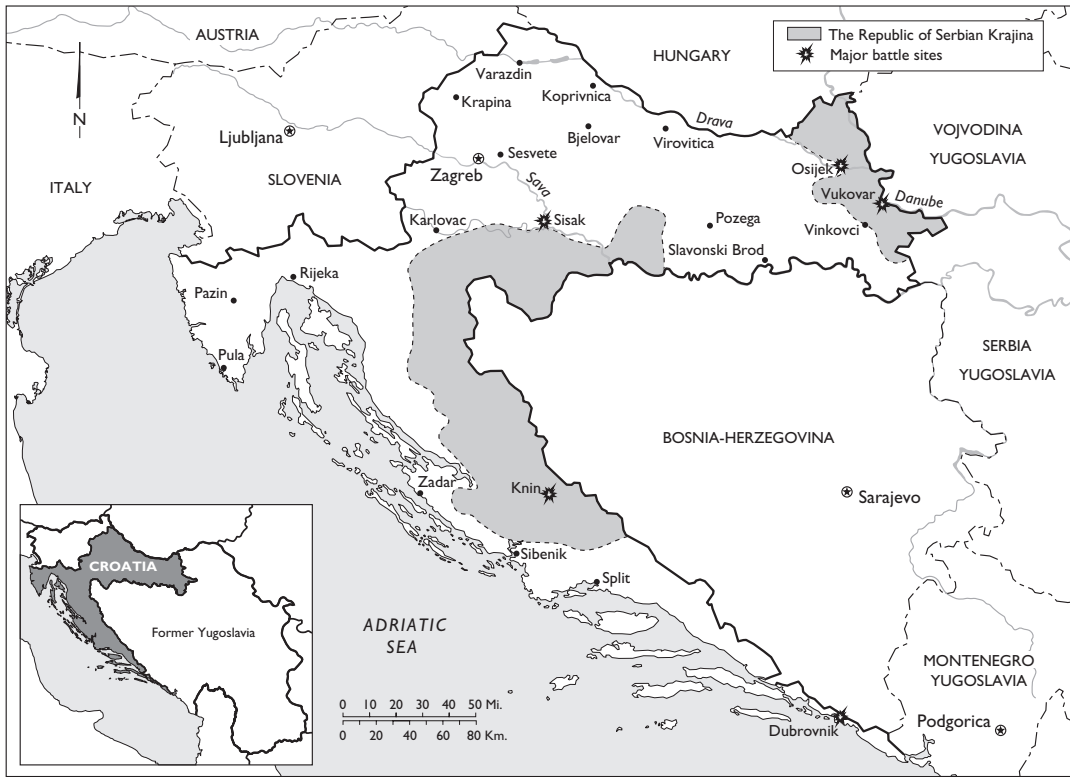 AUSTRIA
HUNGARY
The Republic of Serbian Krajina
Major battle sites
N
Varazdin
Krapina
Koprivnica
Drava
Ljubljana
Bjelovar
Virovitica
VOJVODINA
YUGOSLAVIA
Sesvete
Zagreb
Osijek
ITALY
SLOVENIA
Sava
Vukovar
Danube
Karlovac
Sisak
Pozega
Vinkovci
Slavonski Brod
Rijeka
Pazin
Pula
SERBIA
YUGOSLAVIA
BOSNIA-HERZEGOVINA
Zadar
Knin
Sarajevo
Sibenik
Split
CROATIA
Former Yugoslavia
ADRIATIC
SEA
MONTENEGRO
YUGOSLAVIA
0 10 20 30 40 50 Mi.
0 20 40 60 80 Km.
Dubrovnik
Podgorica